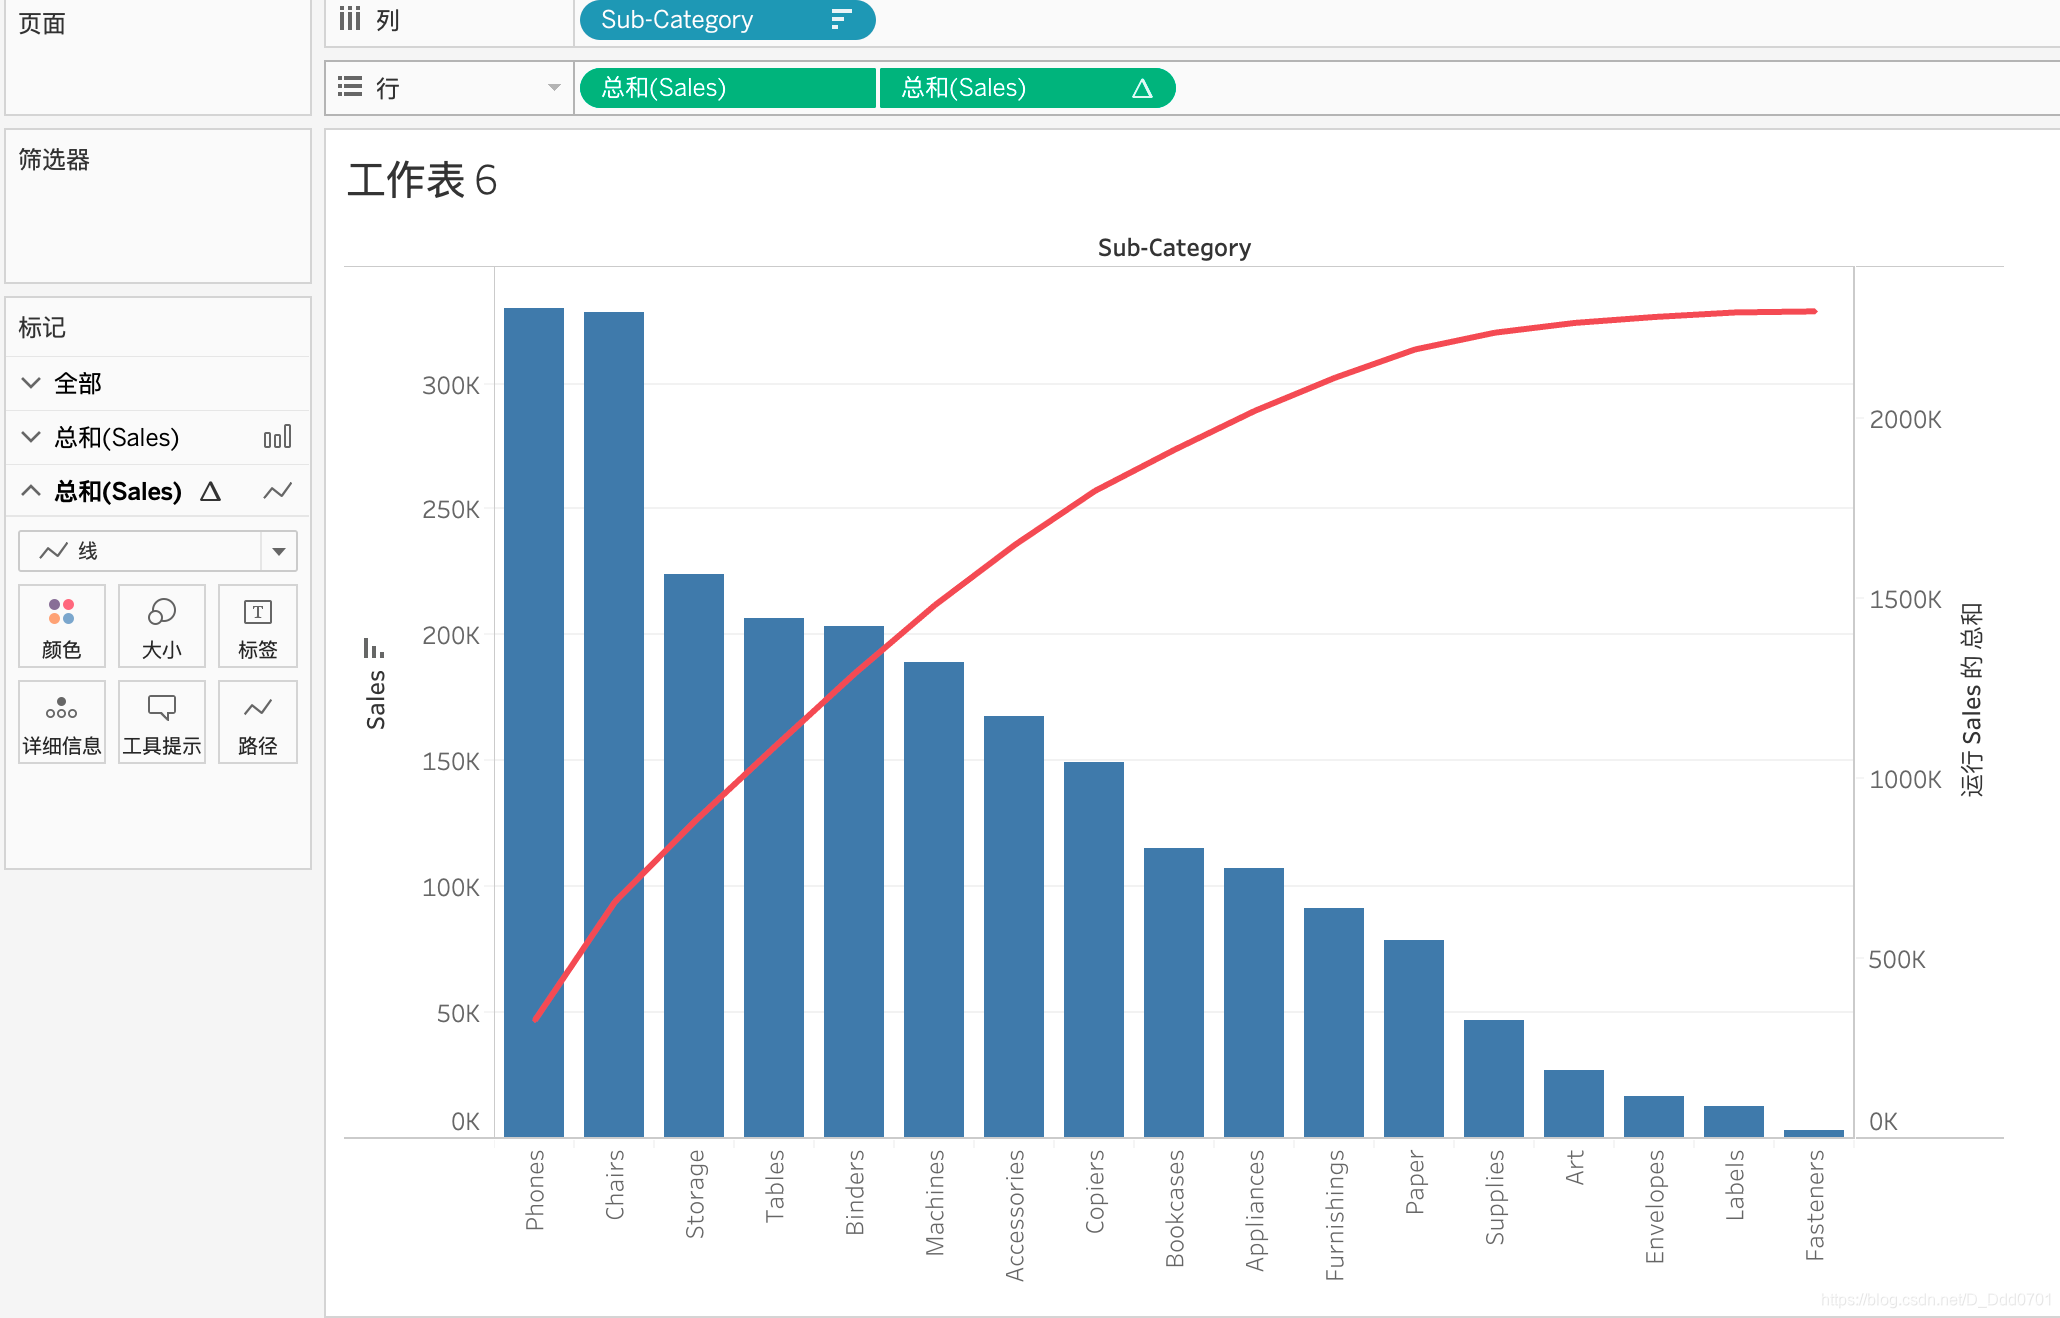 页面
列
Sub-Category
行
总和(Sales)
总和(Sales)
筛选器
标记
全部
总和(Sales)
总和(Sales)
线
颜色
大小
T
标签
详细信息
工具提示
路径
工作表 6
Sub-Category
300K
250K
200K
150K
100K
50K
0K
Sales
2000K
1500K
1000K
500K
0K
运行 Sales 的 总和
Phones
Chairs
Storage
Tables
Binders
Machines
Accessories
Copiers
Bookcases
Appliances
Furnishings
Paper
Supplies
Art
Envelopes
Labels
Fasteners
https://blog.csdn.net/D_Ddd0701